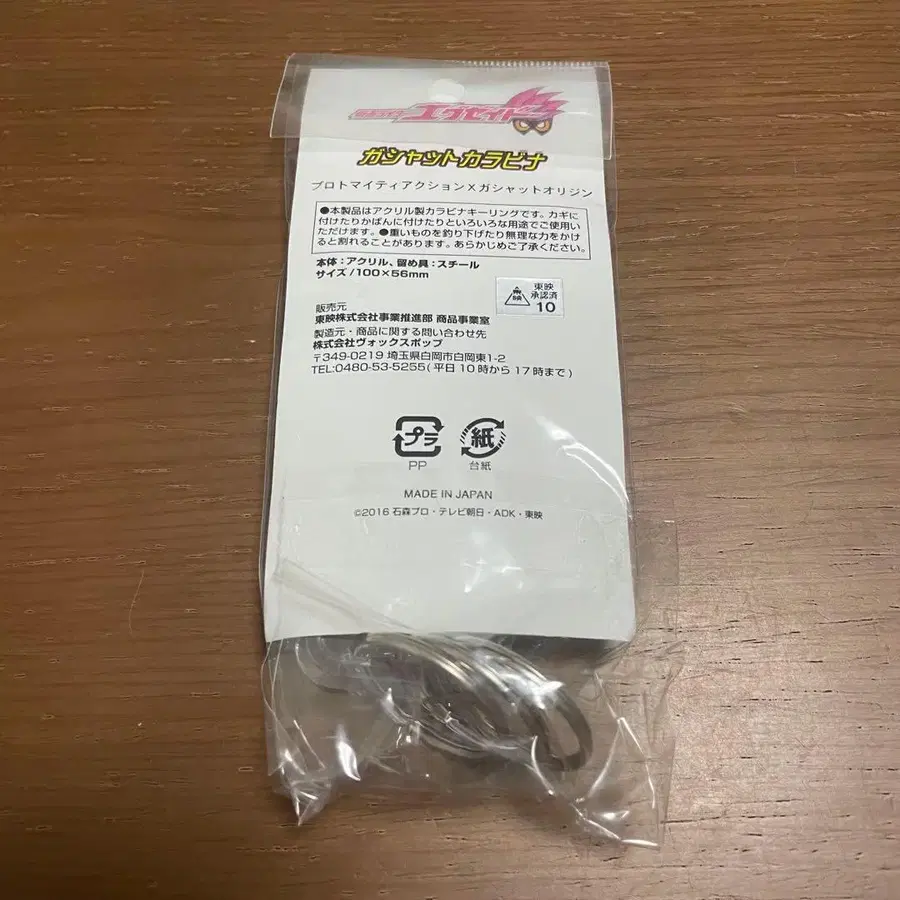 仮面ライダー エグゼイド
ガシャットカラビナ
プロトマイティアクションXガシャットオリジン
●本製品はアクリル製カラビナキーリングです。カギに
付けたりかばんに付けたりといろいろな用途でご使用い
ただけます。●重いものを釣り下げたり無理な力をかけ
ると割れることがあります。あらかじめご了承ください。
本体：アクリル、留め具：スチール
サイズ/100×56mm
東映
承認済
10
販売元
東映株式会社事業推進部 商品事業室
製造元・商品に関する問い合わせ先
株式会社ヴォックスポップ
〒349-0219 埼玉県白岡市白岡東1-2
TEL:0480-53-5255(平日10時から17時まで)
プラ
PP
紙
台紙
MADE IN JAPAN
©2016 石森プロ・テレビ朝日・ADK・東映